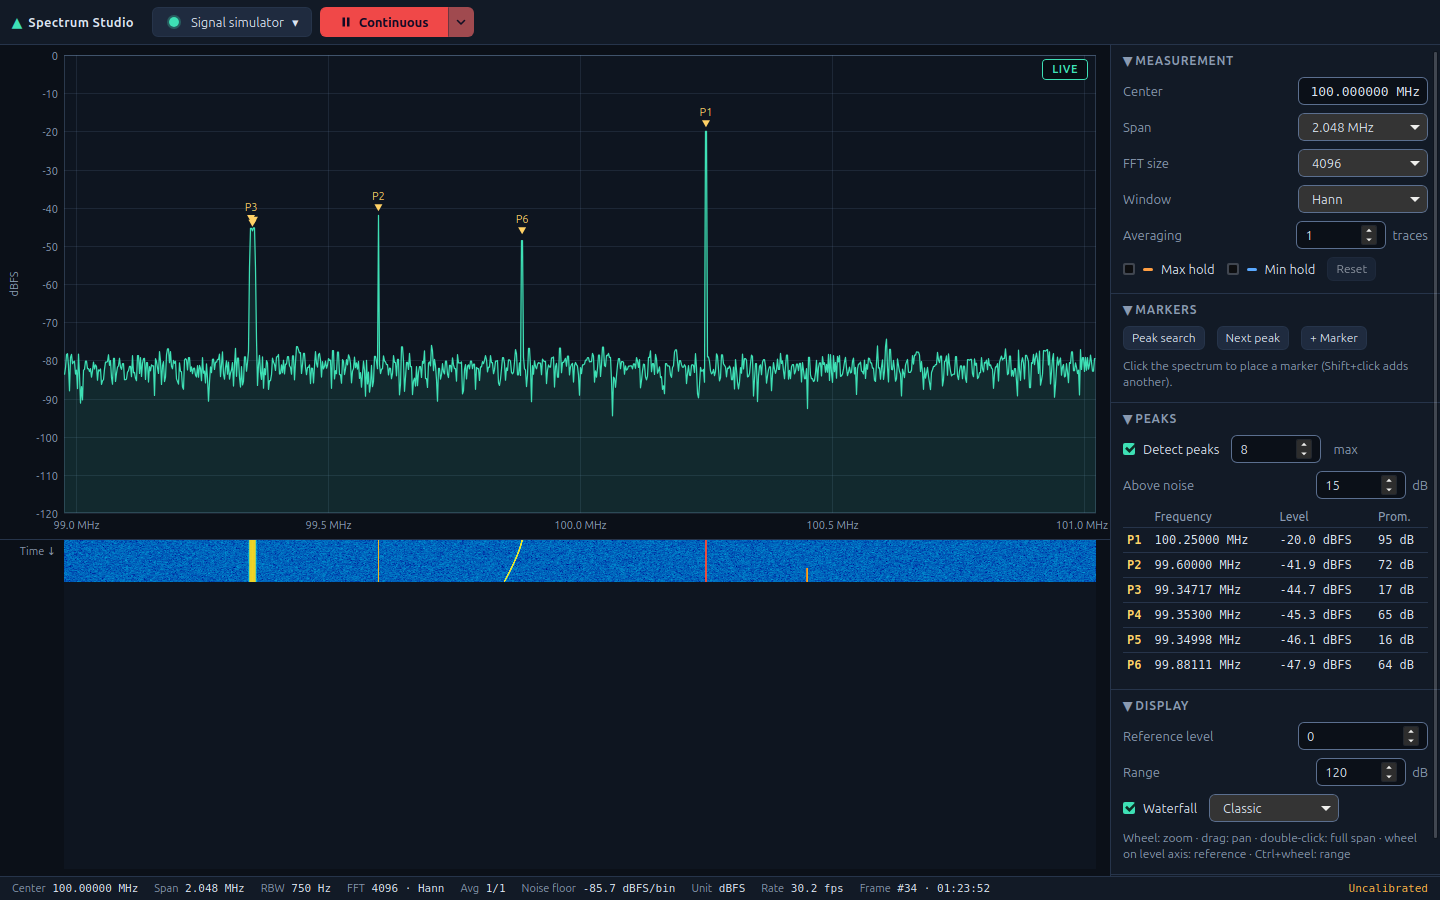 ▲ Spectrum Studio
Signal simulator ▾
Continuous
LIVE
0
-10
-20
-30
-40
-50
-60
-70
-80
-90
-100
-110
-120
dBFS
P3
P2
P6
P1
99.0 MHz 99.5 MHz 100.0 MHz 100.5 MHz 101.0 MHz
Time ↓
▼ MEASUREMENT
Center 100.000000 MHz
Span 2.048 MHz
FFT size 4096
Window Hann
Averaging 1 traces
Max hold Min hold Reset
▼ MARKERS
Peak search Next peak + Marker
Click the spectrum to place a marker (Shift+click adds
another).
▼ PEAKS
Detect peaks 8 max
Above noise 15 dB
Frequency Level Prom.
P1 100.25000 MHz -20.0 dBFS 95 dB
P2 99.60000 MHz -41.9 dBFS 72 dB
P3 99.34717 MHz -44.7 dBFS 17 dB
P4 99.35300 MHz -45.3 dBFS 65 dB
P5 99.34998 MHz -46.1 dBFS 16 dB
P6 99.88111 MHz -47.9 dBFS 64 dB
▼ DISPLAY
Reference level 0
Range 120 dB
Waterfall Classic
Wheel: zoom · drag: pan · double-click: full span · wheel
on level axis: reference · Ctrl+wheel: range
Center 100.00000 MHz Span 2.048 MHz RBW 750 Hz FFT 4096 · Hann Avg 1/1 Noise floor -85.7 dBFS/bin Unit dBFS Rate 30.2 fps Frame #34 · 01:23:52 Uncalibrated